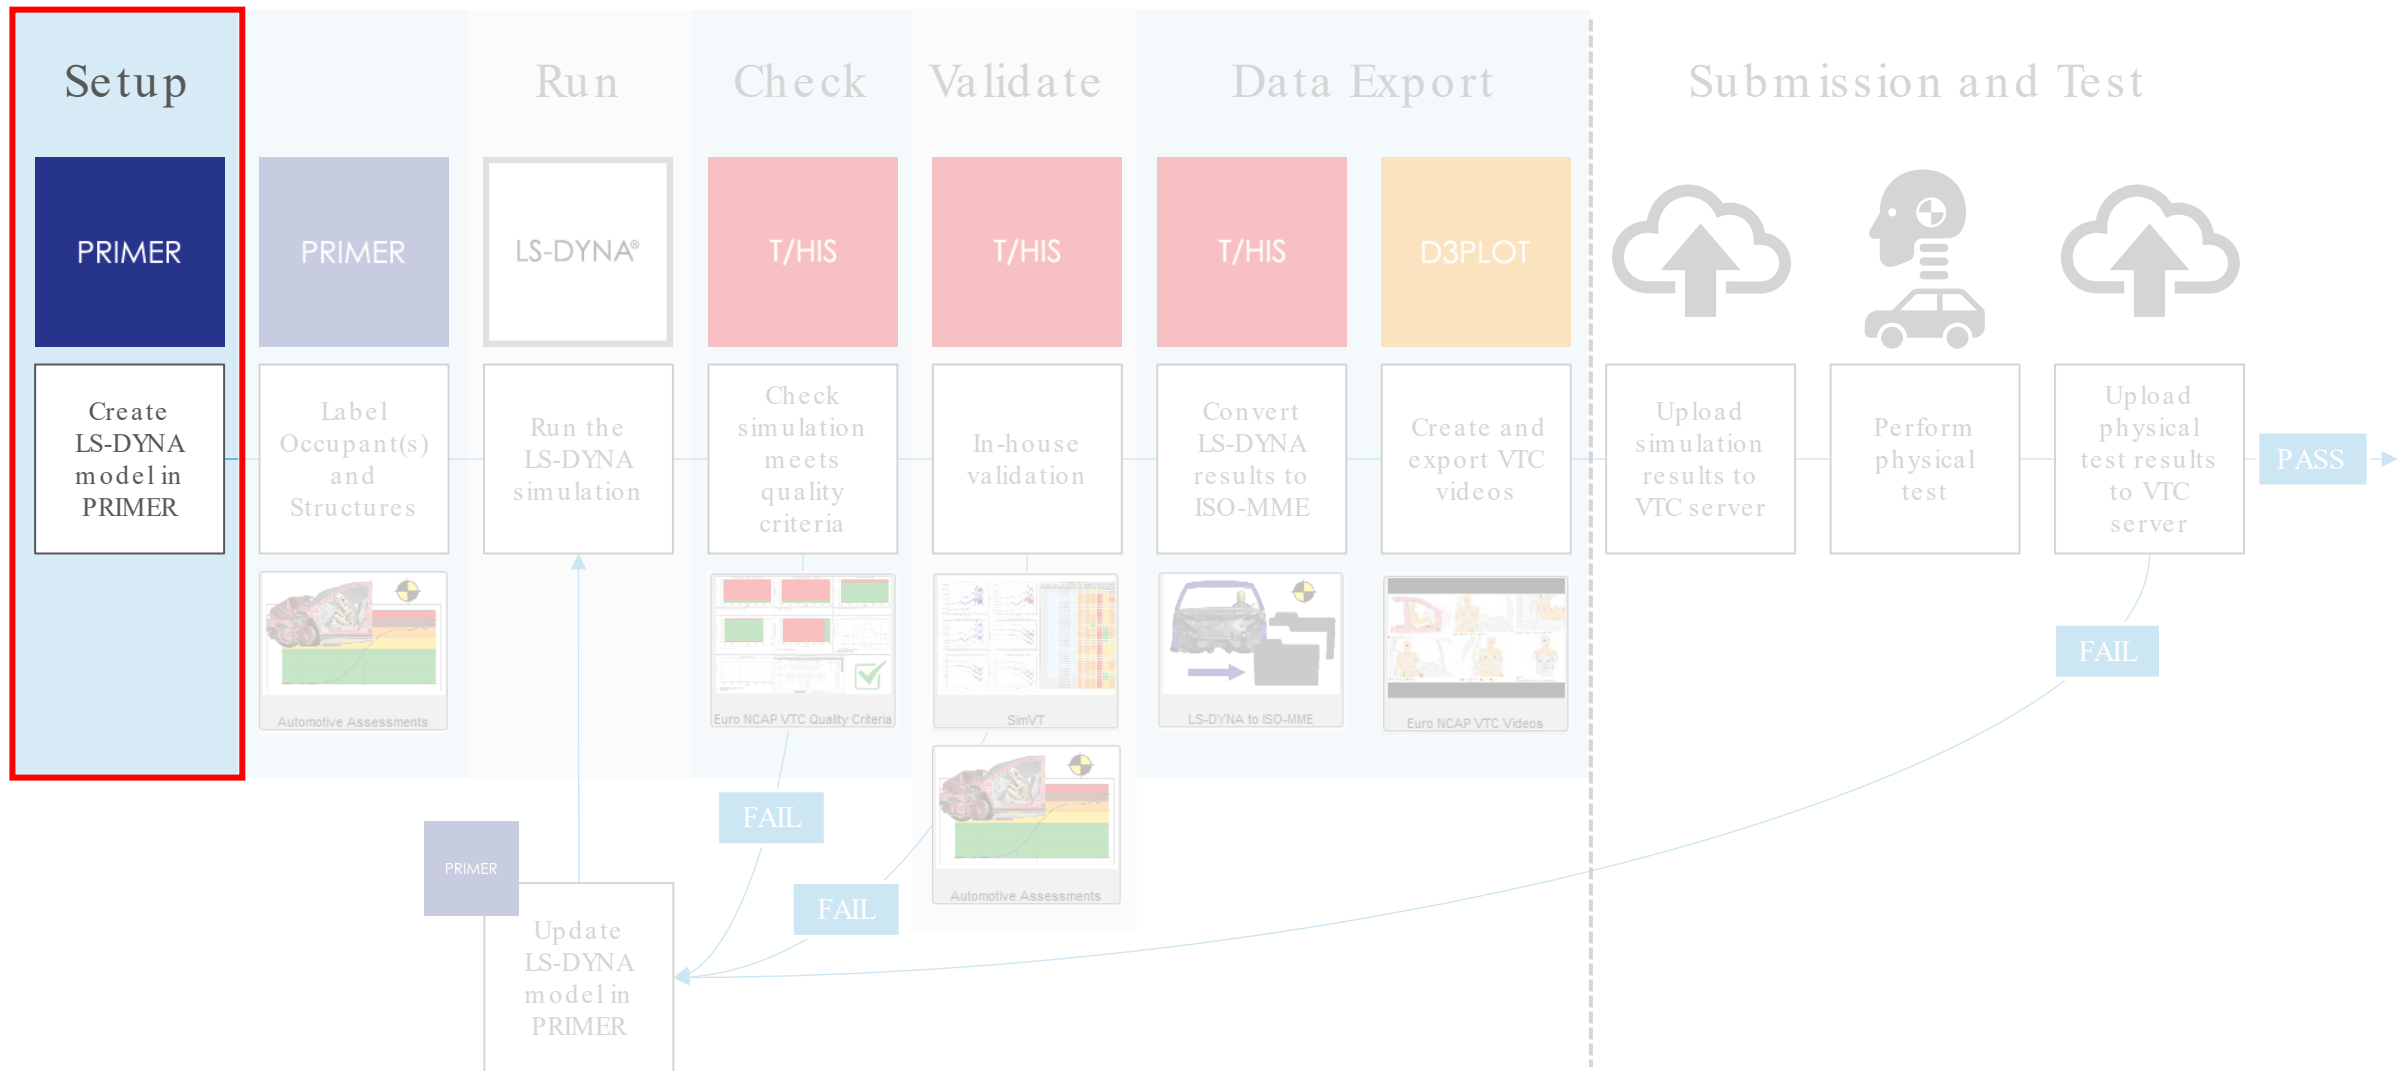 Setup
Run
Check
Validate
Data Export
Submission and Test
PRIMER
PRIMER
LS-DYNA®
T/HIS
T/HIS
T/HIS
D3PLOT
Create
LS-DYNA
model in
PRIMER
Label
Occupant(s)
and
Structures
Run the
LS-DYNA
simulation
Check
simulation
meets
quality
criteria
In-house
validation
Convert
LS-DYNA
results to
ISO-MME
Create and
export VTC
videos
Upload
simulation
results to
VTC server
Perform
physical
test
Upload
physical
test results
to VTC
server
PASS
Automotive Assessments
Euro NCAP VTC Quality Criteria
SimVT
LS-DYNA to ISO-MME
Euro NCAP VTC Videos
FAIL
Automotive Assessments
FAIL
FAIL
PRIMER
Update
LS-DYNA
model in
PRIMER